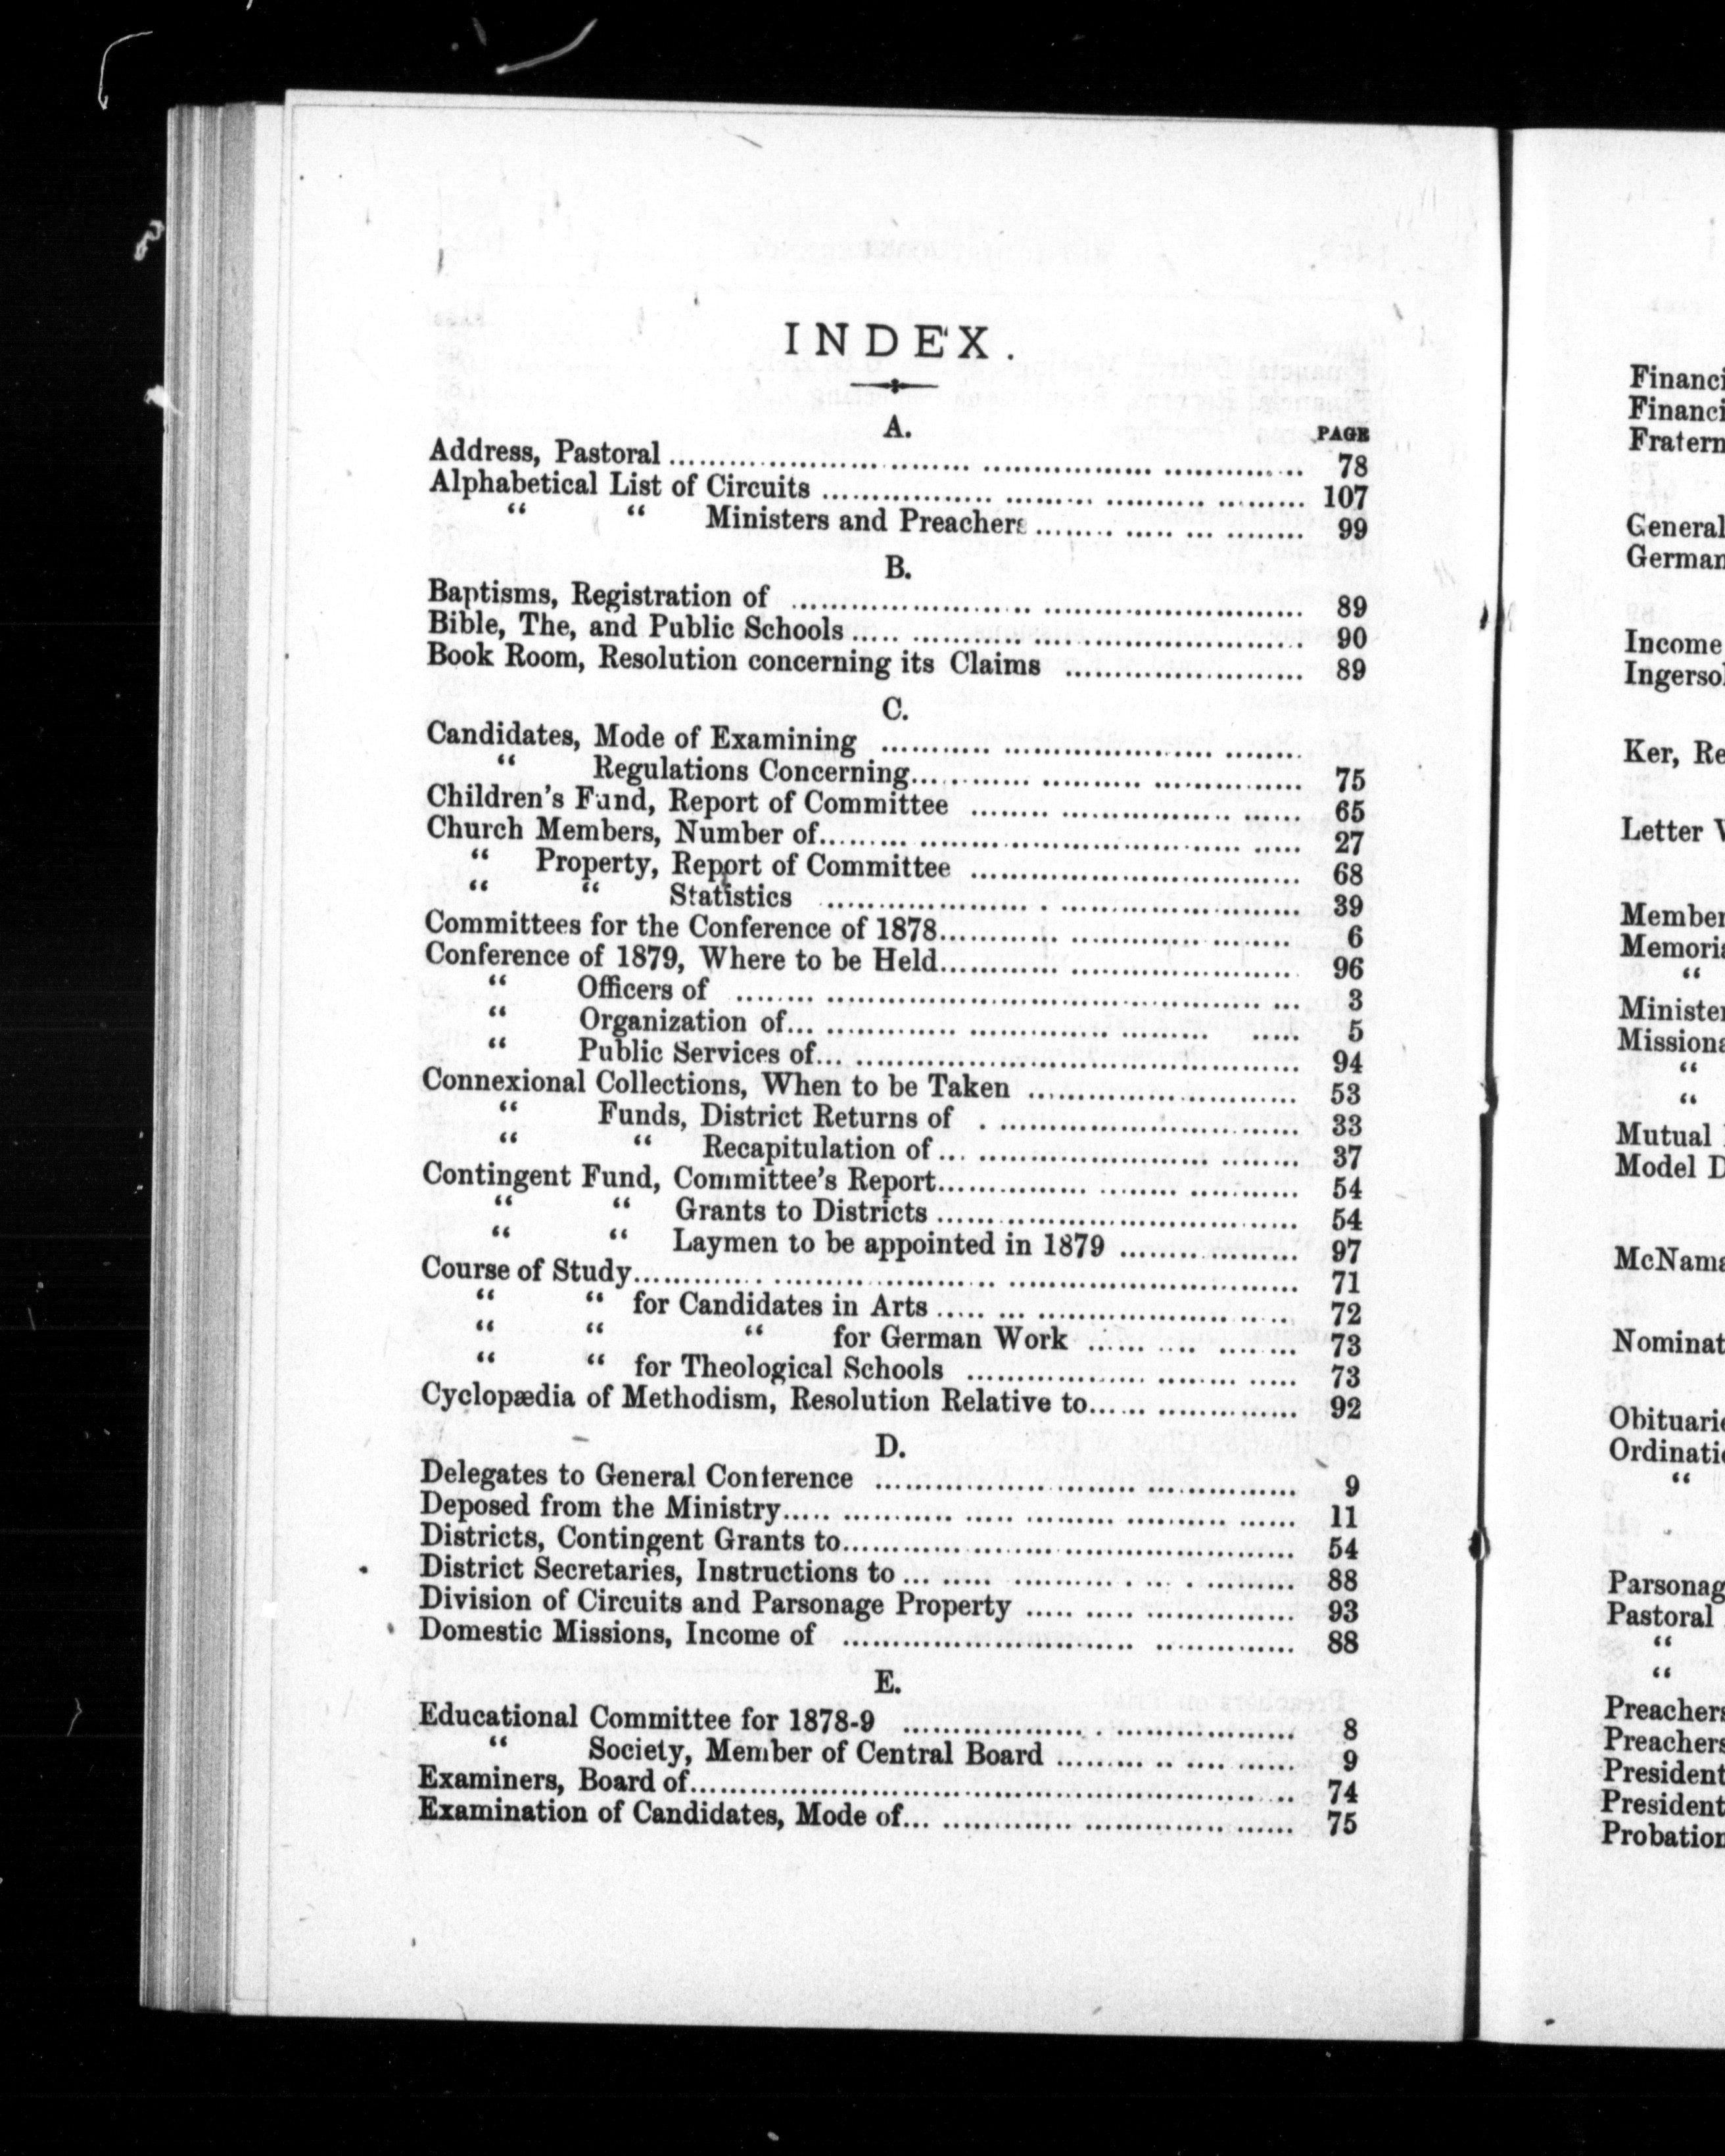 INDEX.
A.
PAGE
Address, Pastoral 78
Alphabetical List of Circuits 107
“ “ Ministers and Preachers 99
B.
Baptisms, Registration of 89
Bible, The, and Public Schools 90
Book Room, Resolution concerning its Claims 89
C.
Candidates, Mode of Examining
“ Regulations Concerning 75
Children's Fund, Report of Committee 65
Church Members, Number of 27
“ Property, Report of Committee 68
“ “ Statistics 39
Committees for the Conference of 1878 6
Conference of 1879, Where to be Held 96
“ Officers of 3
“ Organization of 5
“ Public Services of 94
Connexional Collections, When to be Taken 53
“ Funds, District Returns of 33
“ “ Recapitulation of 37
Contingent Fund, Committee's Report 54
“ “ Grants to Districts 54
“ “ Laymen to be appointed in 1879 97
Course of Study 71
“ “ for Candidates in Arts 72
“ “ “ for German Work 73
“ “ for Theological Schools 73
Cyclopædia of Methodism, Resolution Relative to 92
D.
Delegates to General Conference 9
Deposed from the Ministry 11
Districts, Contingent Grants to 54
District Secretaries, Instructions to 88
Division of Circuits and Parsonage Property 93
Domestic Missions, Income of 88
E.
Educational Committee for 1878-9 8
“ Society, Member of Central Board 9
Examiners, Board of 74
Examination of Candidates, Mode of 75
Financi
Financi
Fratern
General
German
Income
Ingersol
Ker, Re
Letter
Member
Memoria
“
Minister
Missiona
“
“
Mutual
Model D
McNama
Nominat
Obituarie
Ordinatio
“
Parsonag
Pastoral
“
“
Preachers
Preachers
President
President
Probation